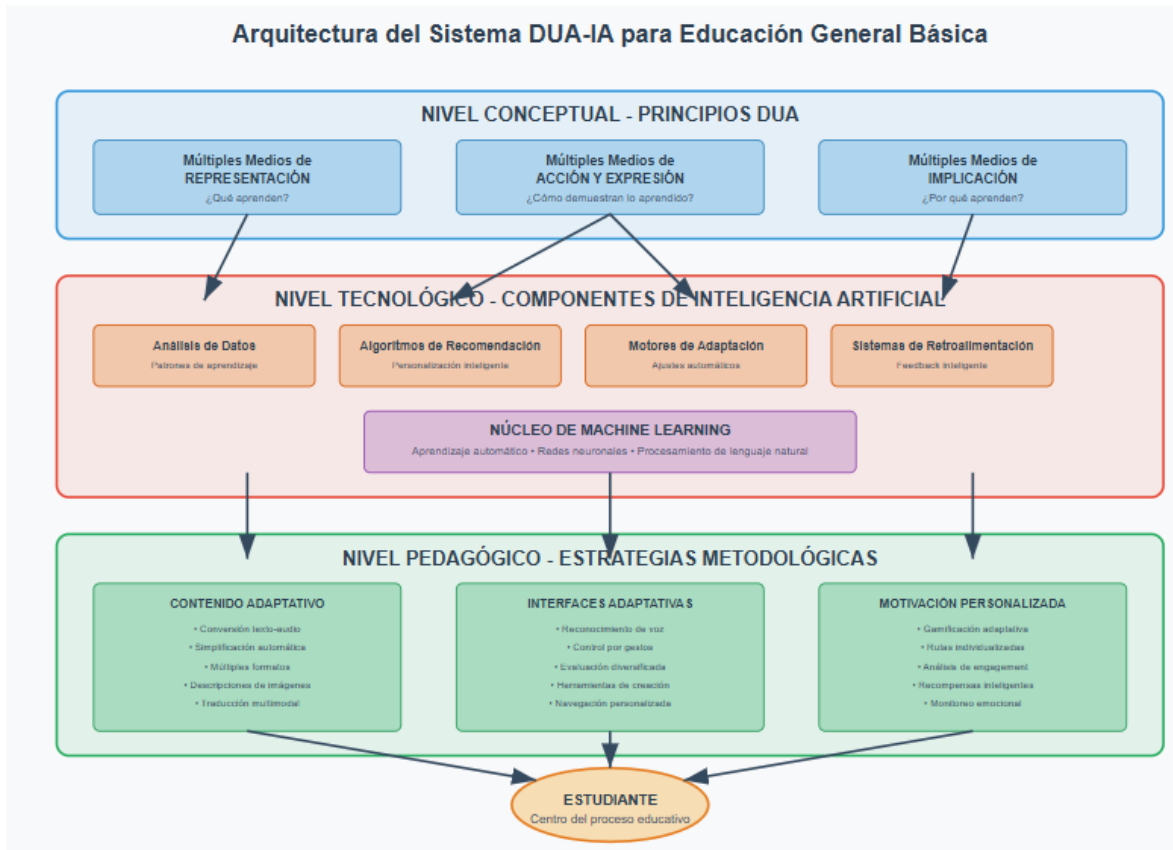 Arquitectura del Sistema DUA-IA para Educación General Básica
NIVEL CONCEPTUAL - PRINCIPIOS DUA
Múltiples Medios de
REPRESENTACIÓN
¿Qué aprenden?
Múltiples Medios de
ACCIÓN Y EXPRESIÓN
¿Cómo demuestran lo aprendido?
Múltiples Medios de
IMPLICACIÓN
¿Por qué aprenden?
NIVEL TECNOLÓGICO - COMPONENTES DE INTELIGENCIA ARTIFICIAL
Análisis de Datos
Patrones de aprendizaje
Algoritmos de Recomendación
Personalización inteligente
Motores de Adaptación
Ajustes automáticos
Sistemas de Retroalimentación
Feedback inteligente
NÚCLEO DE MACHINE LEARNING
Aprendizaje automático • Redes neuronales • Procesamiento de lenguaje natural
NIVEL PEDAGÓGICO - ESTRATEGIAS METODOLÓGICAS
CONTENIDO ADAPTATIVO
• Conversión texto-audio
• Simplificación automática
• Múltiples formatos
• Descripciones de imágenes
• Traducción multimodal
INTERFACES ADAPTATIVAS
• Reconocimiento de voz
• Control por gestos
• Evaluación diversificada
• Herramientas de creación
• Navegación personalizada
MOTIVACIÓN PERSONALIZADA
• Gamificación adaptativa
• Rutas individualizadas
• Análisis de engagement
• Recompensas inteligentes
• Monitoreo emocional
ESTUDIANTE
Centro del proceso educativo